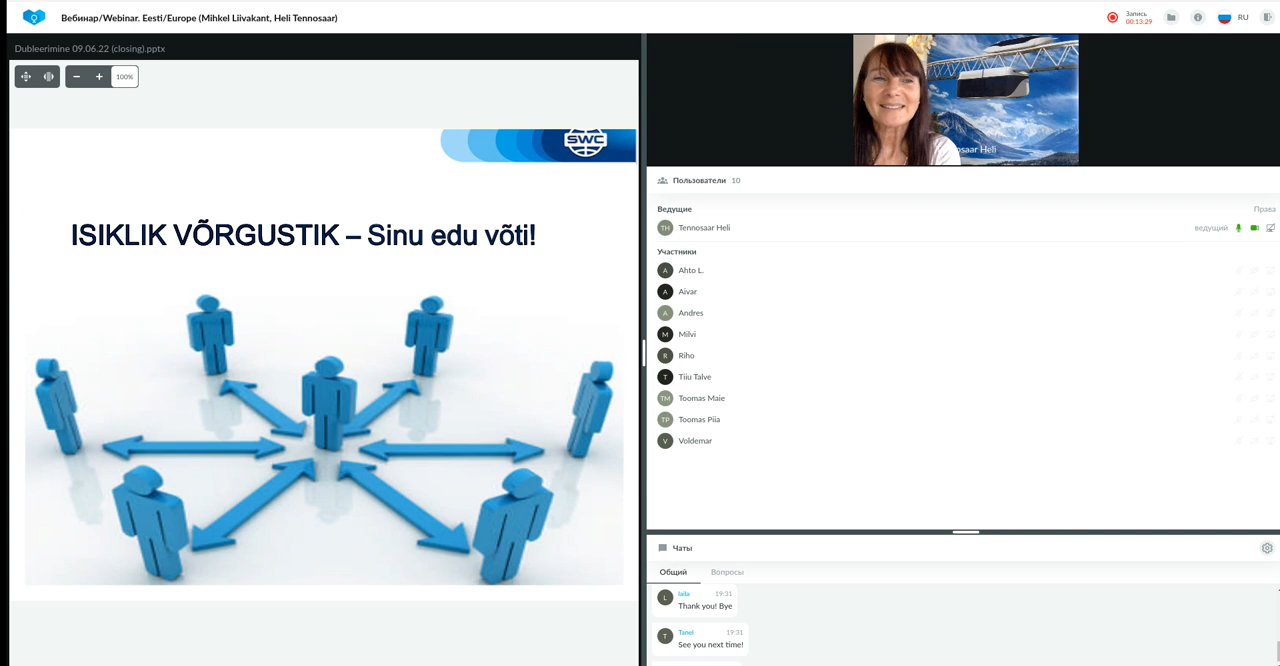 Вебинар/Webinar. Eesti/Europe (Mihkel Liivakant, Heli Tennosaar)
Запись
00:13:29
RU
Dubleerimine 09.06.22 (closing).pptx
100%
SWC
ISIKLIK VÕRGUSTIK – Sinu edu võti!
nosaar Heli
Пользователи 10
Ведущие
Права
TH Tennosaar Heli
ведущий
Участники
A Ahto L.
A Aivar
A Andres
M Milvi
R Riho
T Tiiu Talve
TM Toomas Maie
TP Toomas Piia
V Voldemar
Чаты
Общий Вопросы
L laila 19:31
Thank you! Bye
T Tanel 19:31
See you next time!